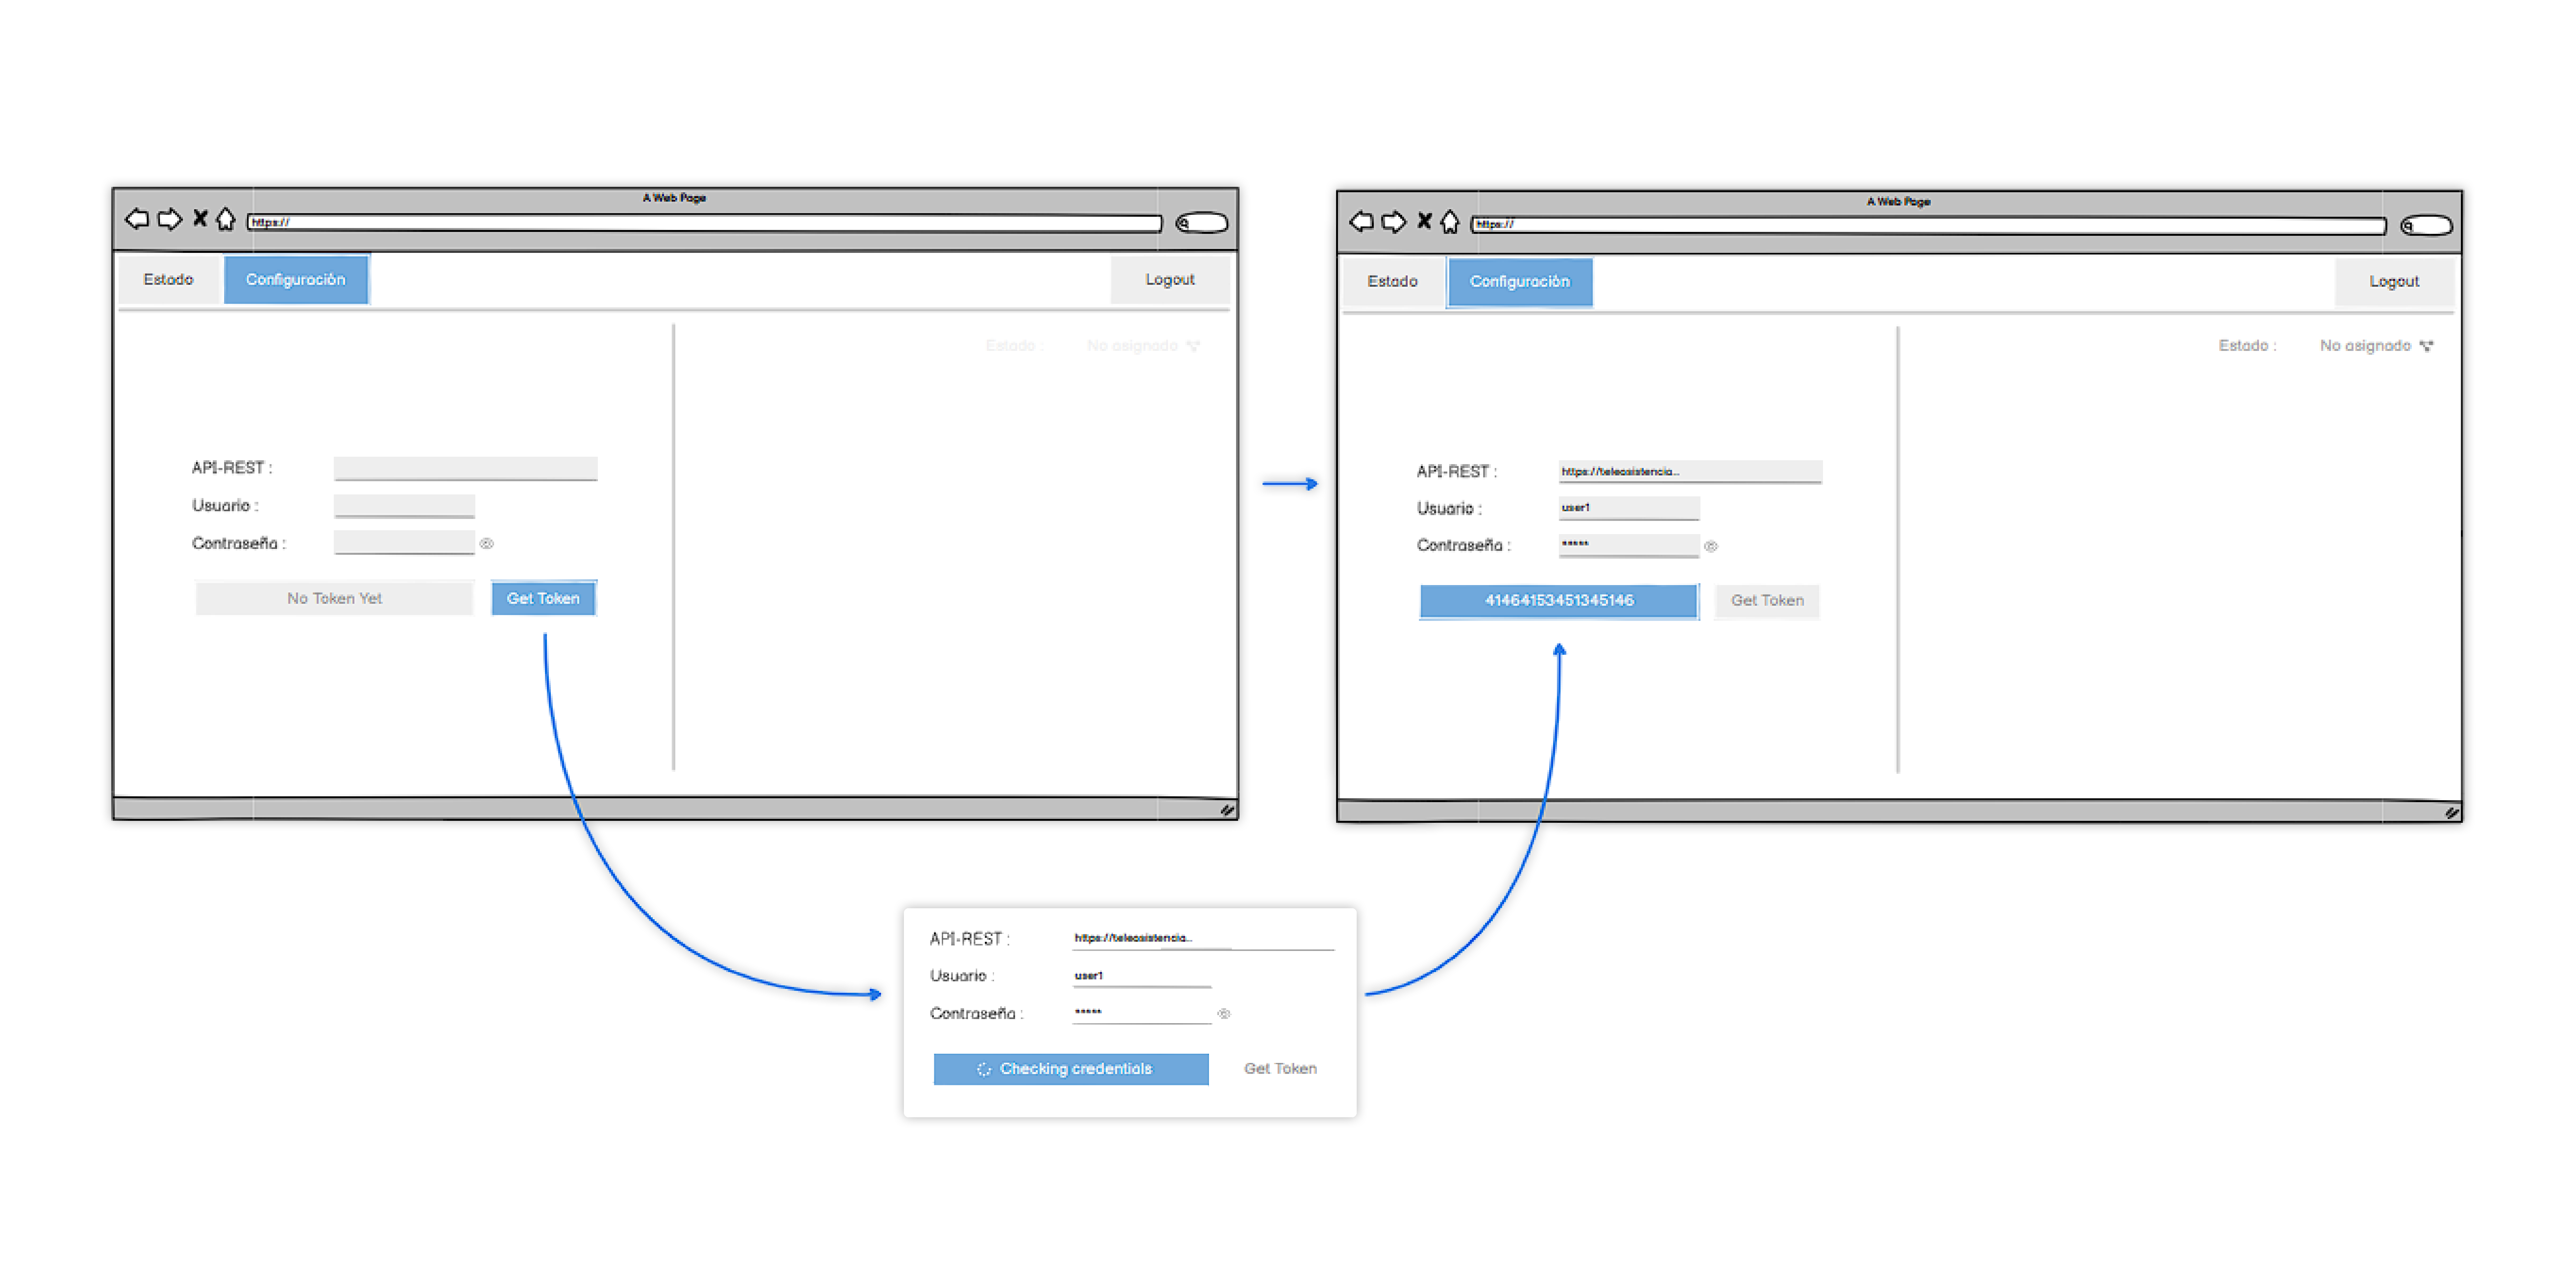 A Web Page
https://
Estado Configuración Logout
Estado : No asignado
API-REST :
Usuario :
Contraseña :
No Token Yet Get Token
A Web Page
https://
Estado Configuración Logout
Estado : No asignado
API-REST : https://teleasistencia...
Usuario : user1
Contraseña : *****
41464153451345146 Get Token
API-REST : https://teleasistencia...
Usuario : user1
Contraseña : *****
Checking credentials Get Token